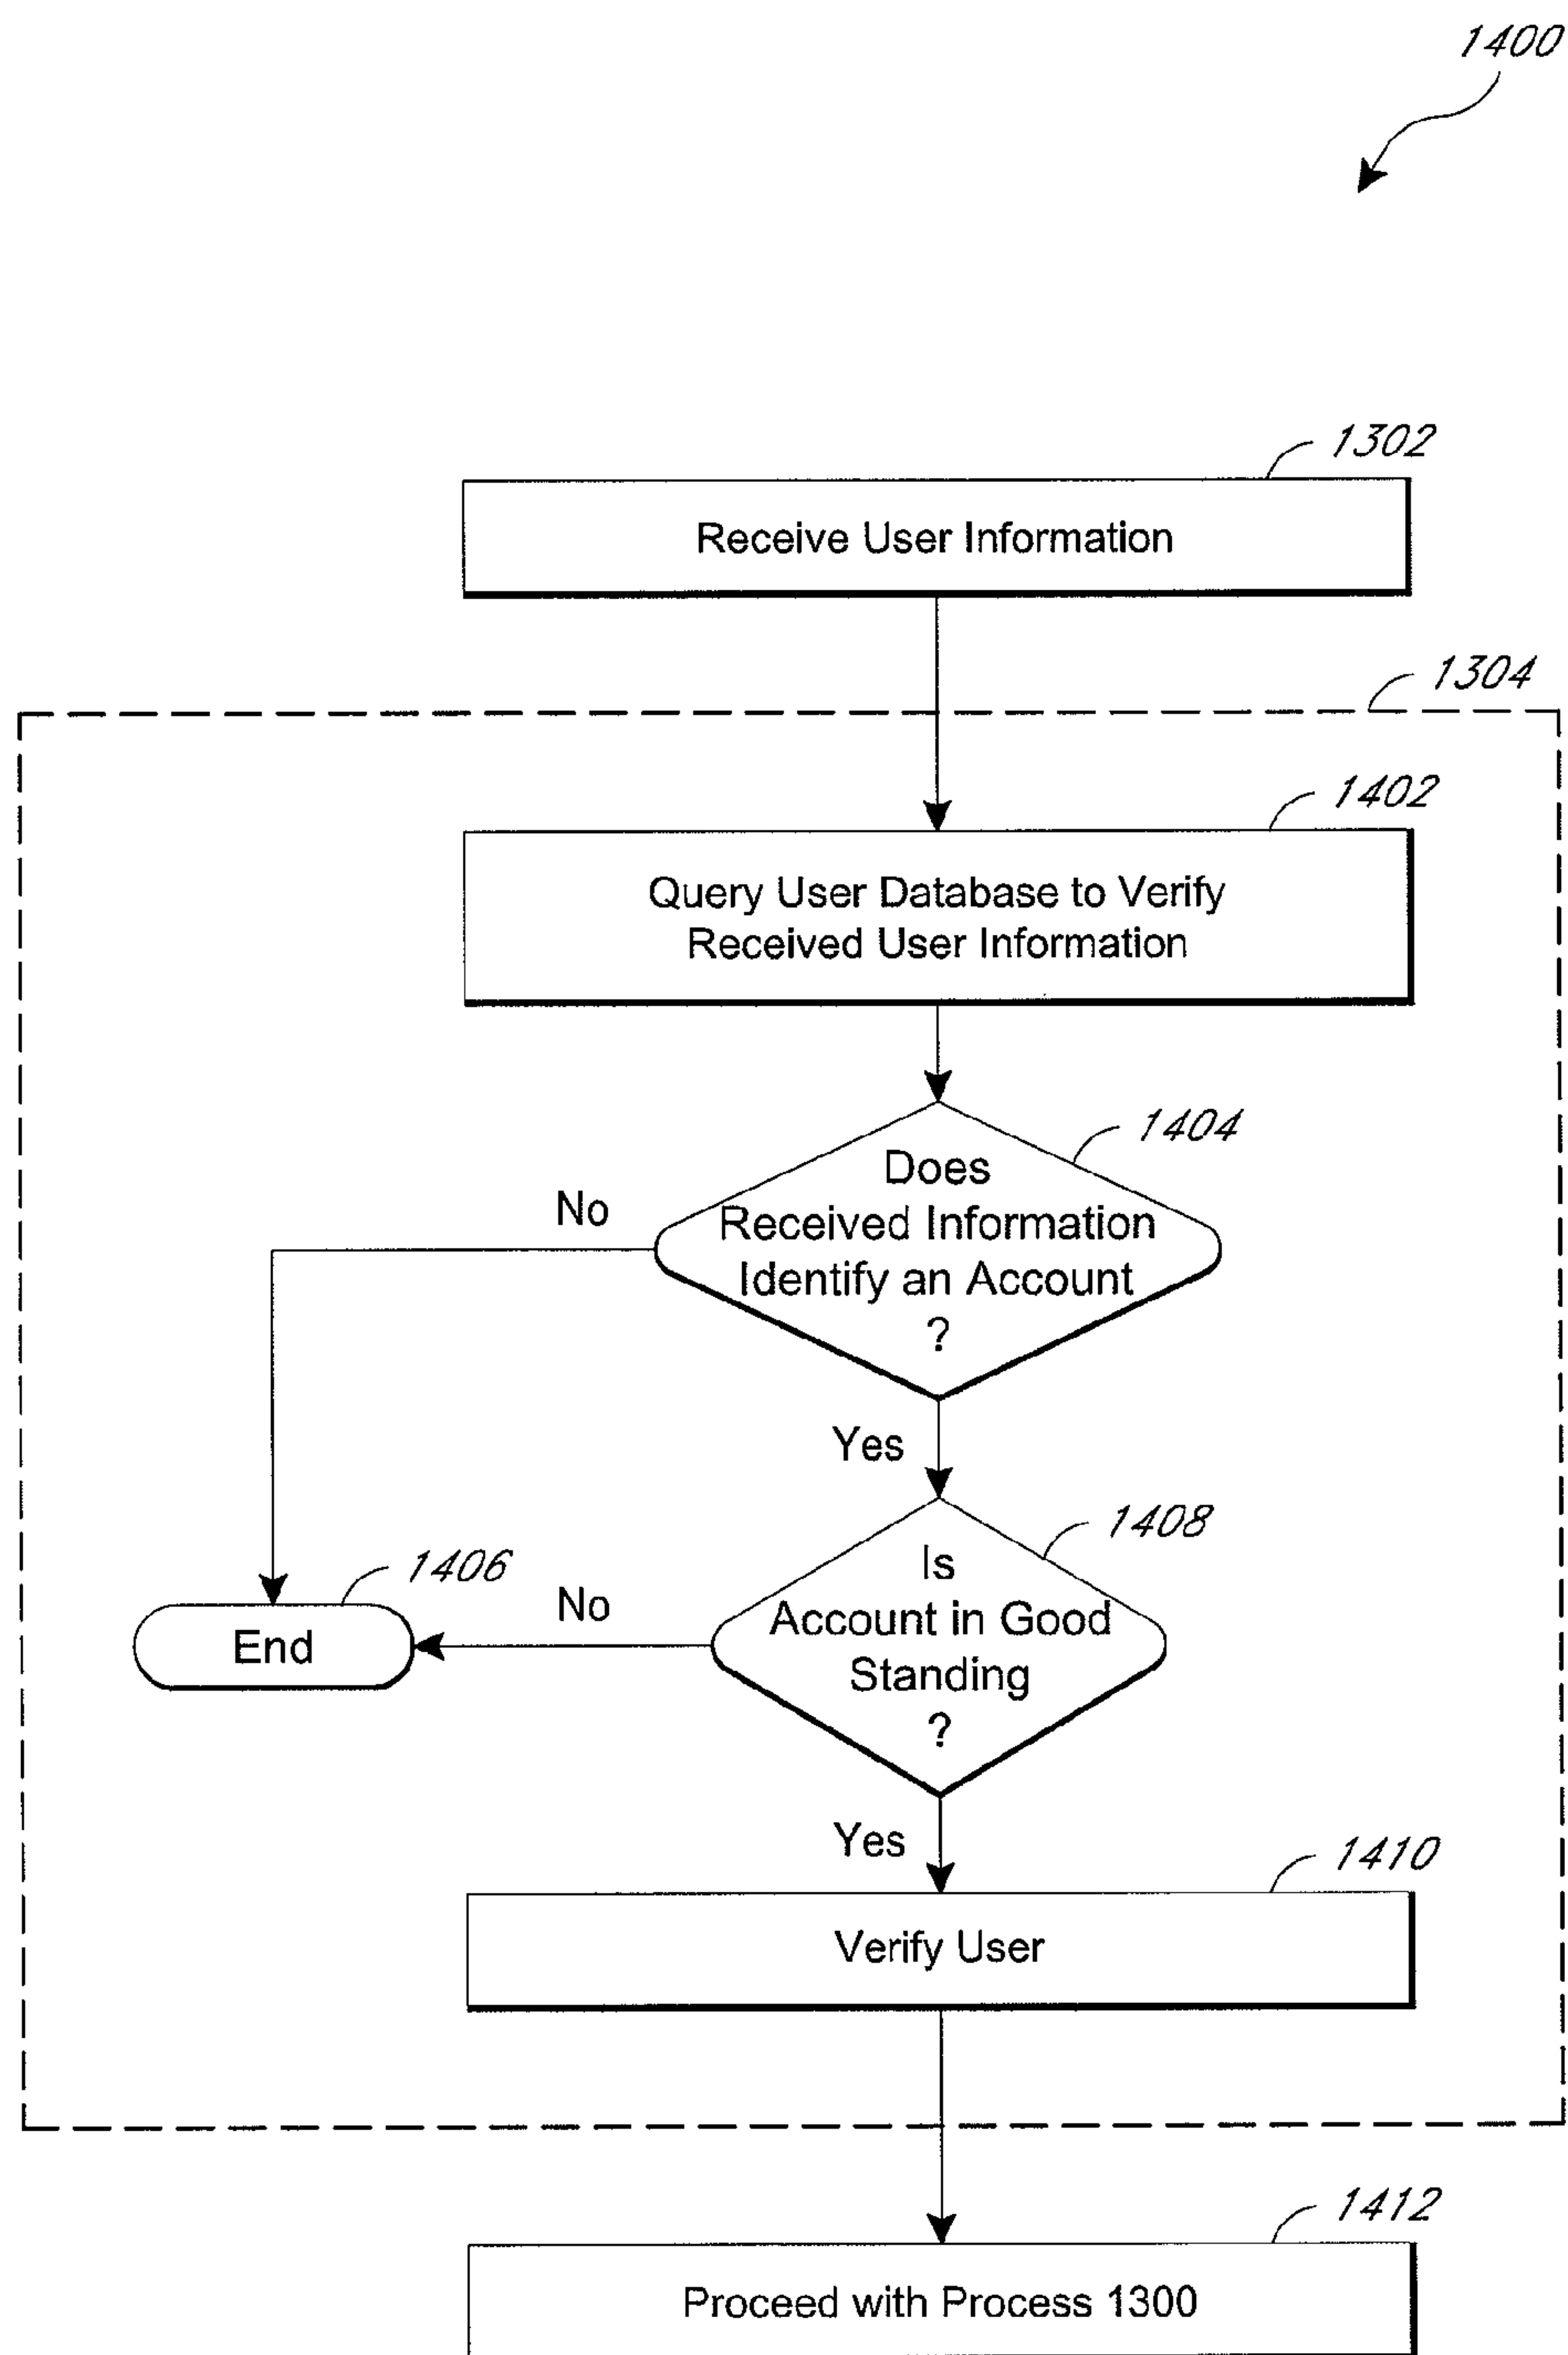 1400
1302
Receive User Information
1304
1402
Query User Database to Verify
Received User Information
1404
Does
Received Information
Identify an Account
?
No
Yes
1408
Is
Account in Good
Standing
?
1406
End
No
Yes
1410
Verify User
1412
Proceed with Process 1300